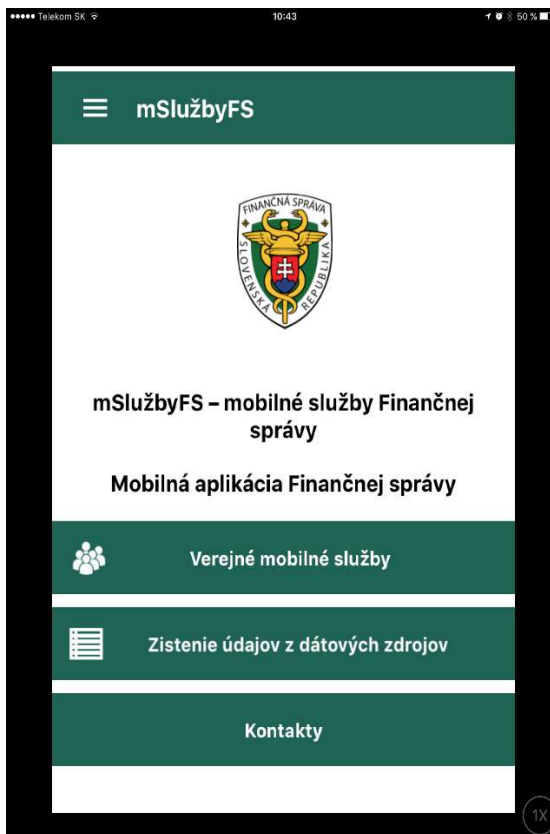 Telekom SK
10:43
50 %
mSlužbyFS
FINANČNÁ SPRÁVA
SLOVENSKÁ REPUBLIKA
mSlužbyFS – mobilné služby Finančnej
správy
Mobilná aplikácia Finančnej správy
Verejné mobilné služby
Zistenie údajov z dátových zdrojov
Kontakty
1X